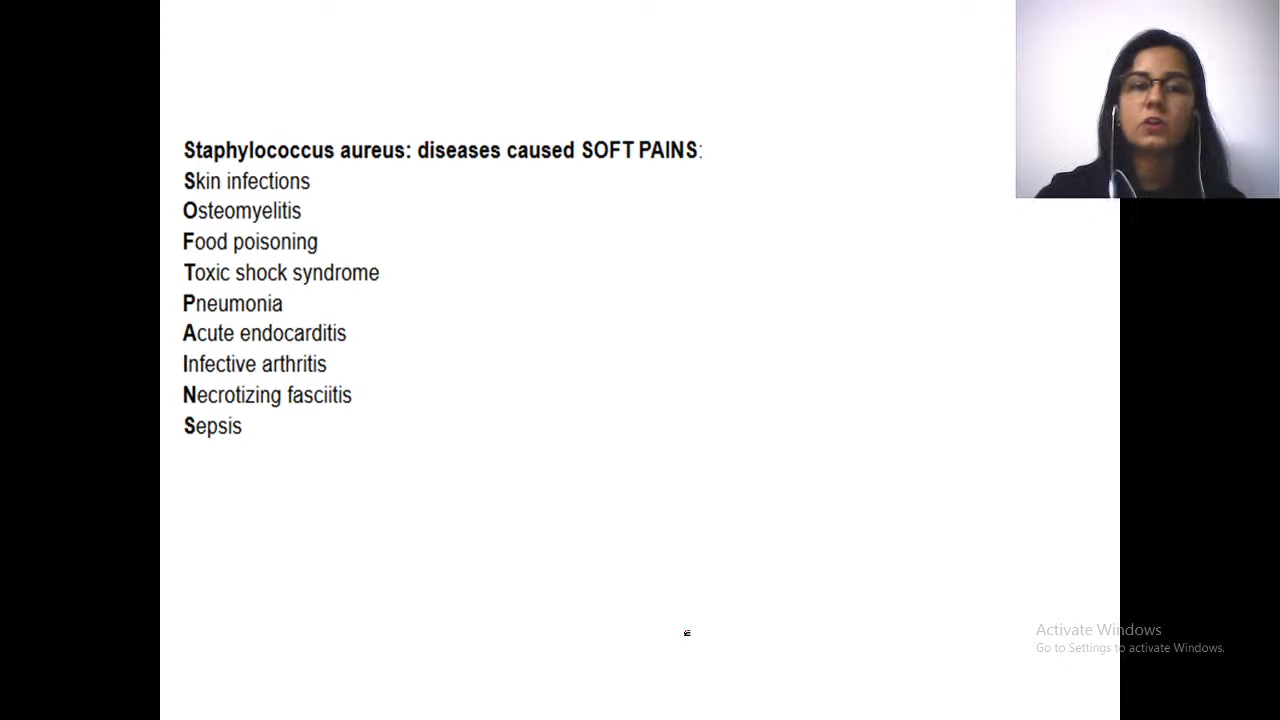 Staphylococcus aureus: diseases caused SOFT PAINS:
Skin infections
Osteomyelitis
Food poisoning
Toxic shock syndrome
Pneumonia
Acute endocarditis
Infective arthritis
Necrotizing fasciitis
Sepsis
Activate Windows
Go to Settings to activate Windows.